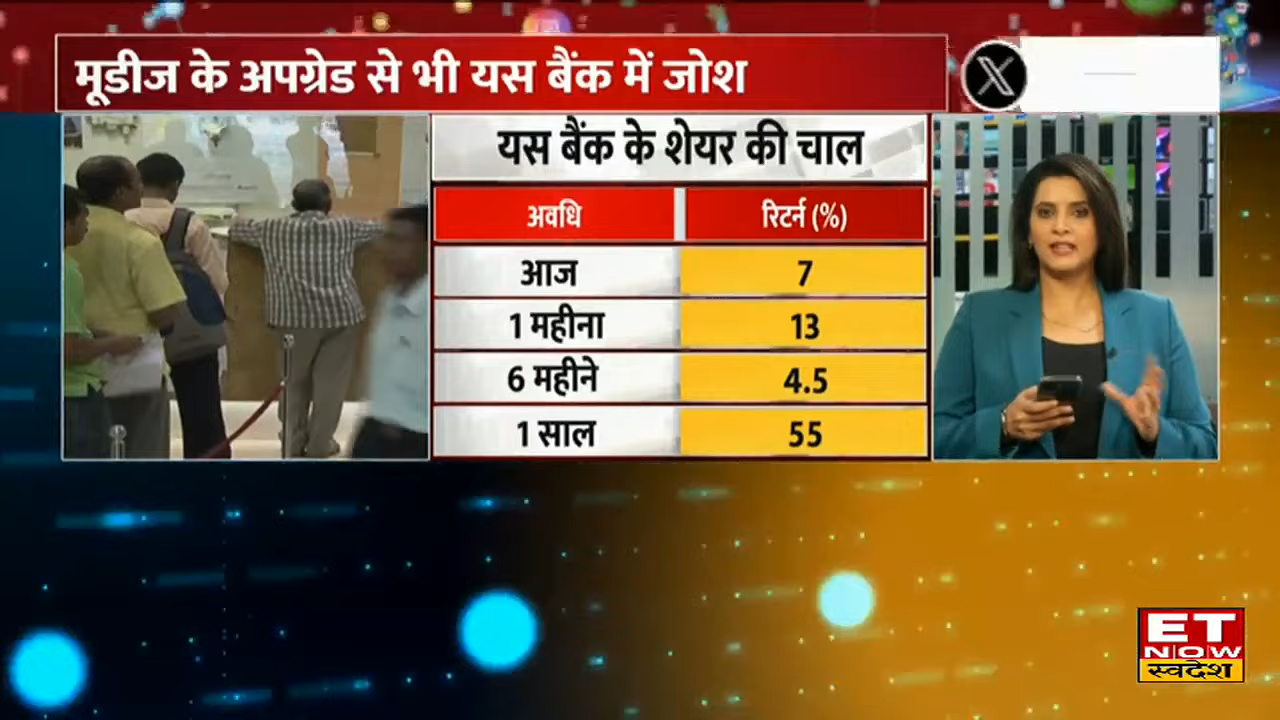 मूडीज के अपग्रेड से भी यस बैंक में जोश
X
यस बैंक के शेयर की चाल
अवधि रिटर्न (%)
आज 7
1 महीना 13
6 महीने 4.5
1 साल 55
ET
NOW
स्वदेश